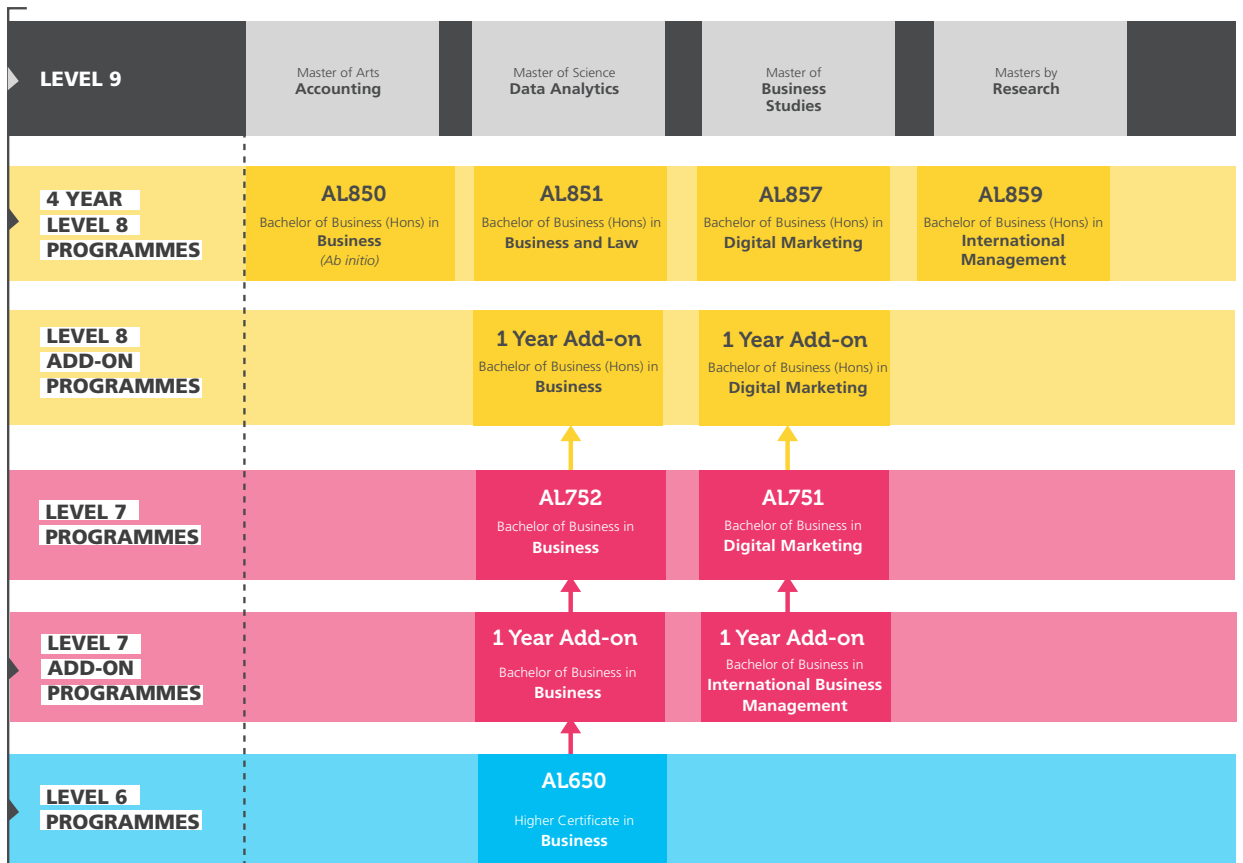 LEVEL 9
Master of Arts
Accounting
Master of Science
Data Analytics
Master of
Business
Studies
Masters by
Research
4 YEAR
LEVEL 8
PROGRAMMES
AL850
Bachelor of Business (Hons) in
Business
(Ab initio)
AL851
Bachelor of Business (Hons) in
Business and Law
AL857
Bachelor of Business (Hons) in
Digital Marketing
AL859
Bachelor of Business (Hons) in
International
Management
LEVEL 8
ADD-ON
PROGRAMMES
1 Year Add-on
Bachelor of Business (Hons) in
Business
1 Year Add-on
Bachelor of Business (Hons) in
Digital Marketing
LEVEL 7
PROGRAMMES
AL752
Bachelor of Business in
Business
AL751
Bachelor of Business in
Digital Marketing
LEVEL 7
ADD-ON
PROGRAMMES
1 Year Add-on
Bachelor of Business in
Business
1 Year Add-on
Bachelor of Business in
International Business
Management
LEVEL 6
PROGRAMMES
AL650
Higher Certificate in
Business